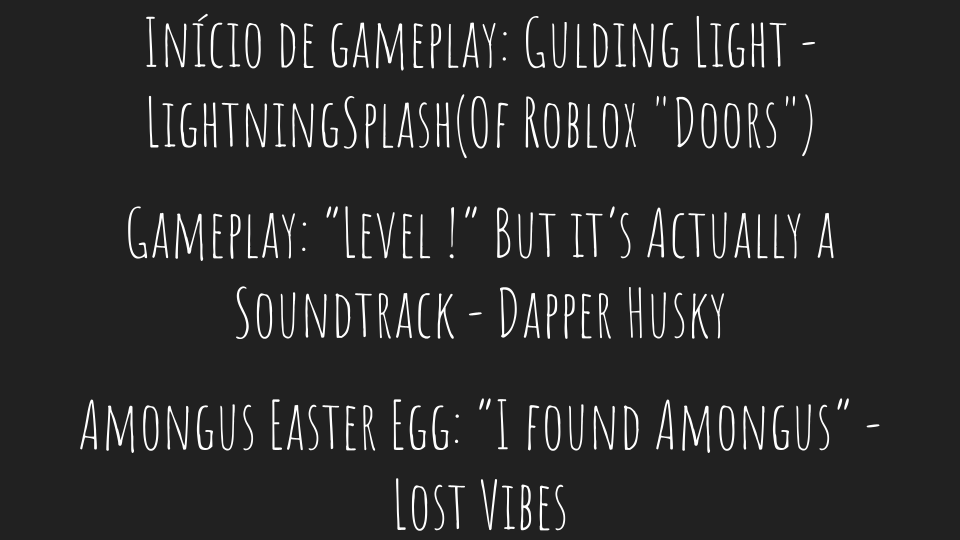 Início de gameplay: Gulding Light -
LightningSplash(Of Roblox "Doors")
Gameplay: “Level !” But it’s Actually a
Soundtrack - Dapper Husky
Amongus Easter Egg: “I found Amongus” -
Lost Vibes